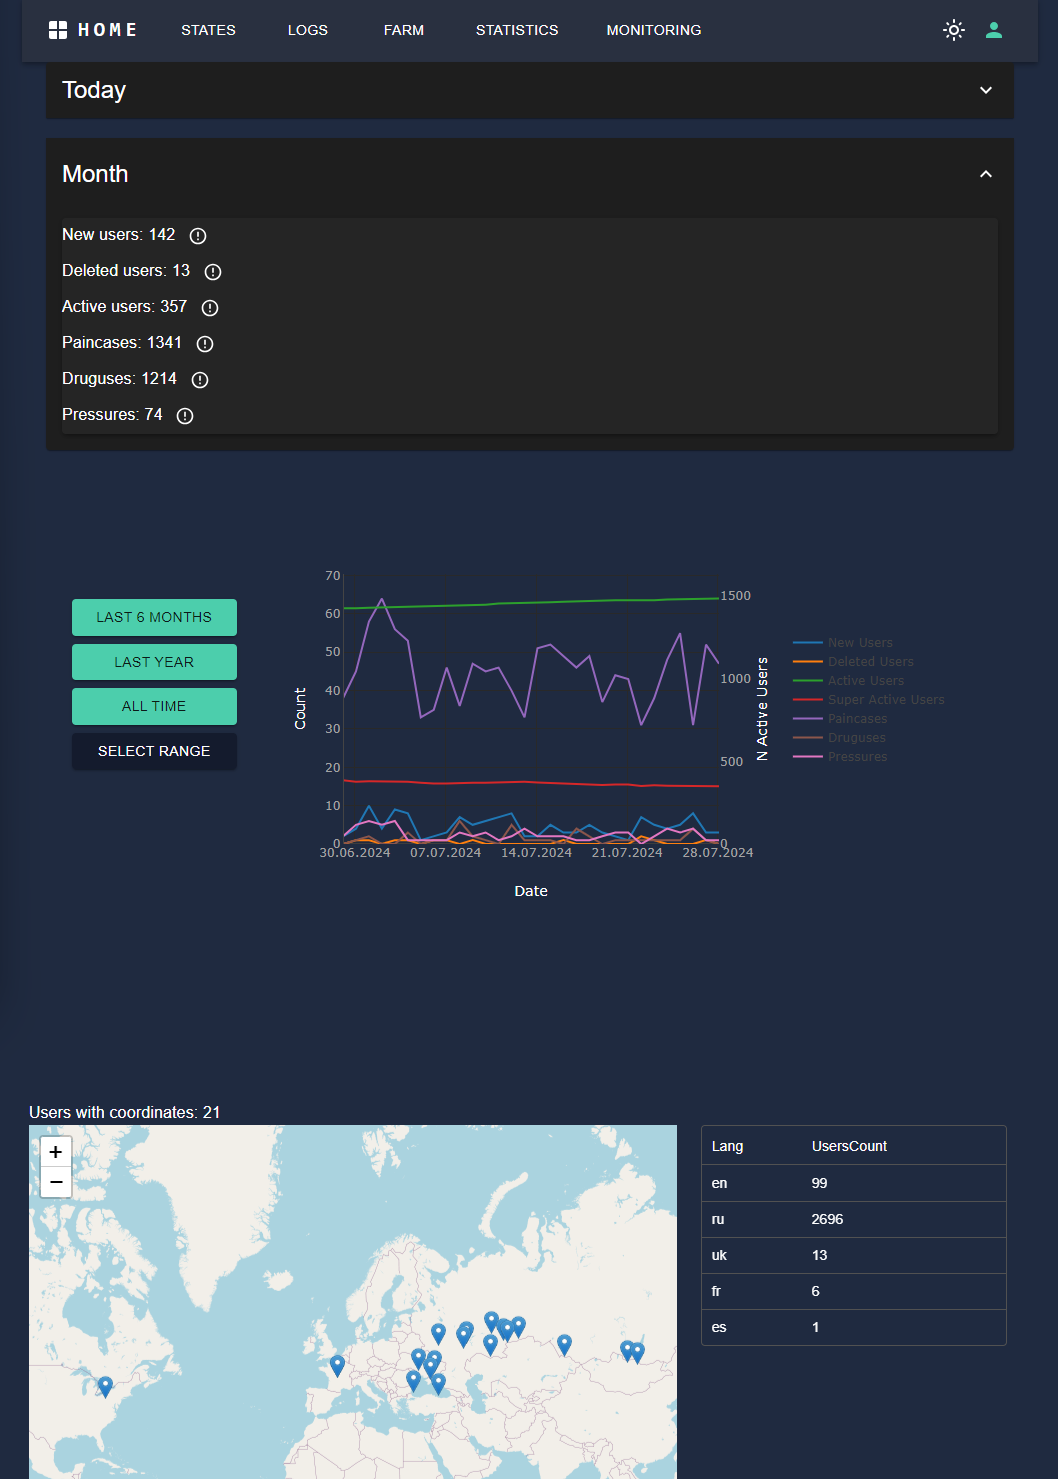 HOME STATES LOGS FARM STATISTICS MONITORING
Today
Month
New users: 142
Deleted users: 13
Active users: 357
Paincases: 1341
Druguses: 1214
Pressures: 74
LAST 6 MONTHS
LAST YEAR
ALL TIME
SELECT RANGE
70
60
50
40
30
20
10
0
Count
1500
1000
500
0
N Active Users
30.06.2024 07.07.2024 14.07.2024 21.07.2024 28.07.2024
Date
New Users
Deleted Users
Active Users
Super Active Users
Paincases
Druguses
Pressures
Users with coordinates: 21
+
−
Lang UsersCount
en 99
ru 2696
uk 13
fr 6
es 1